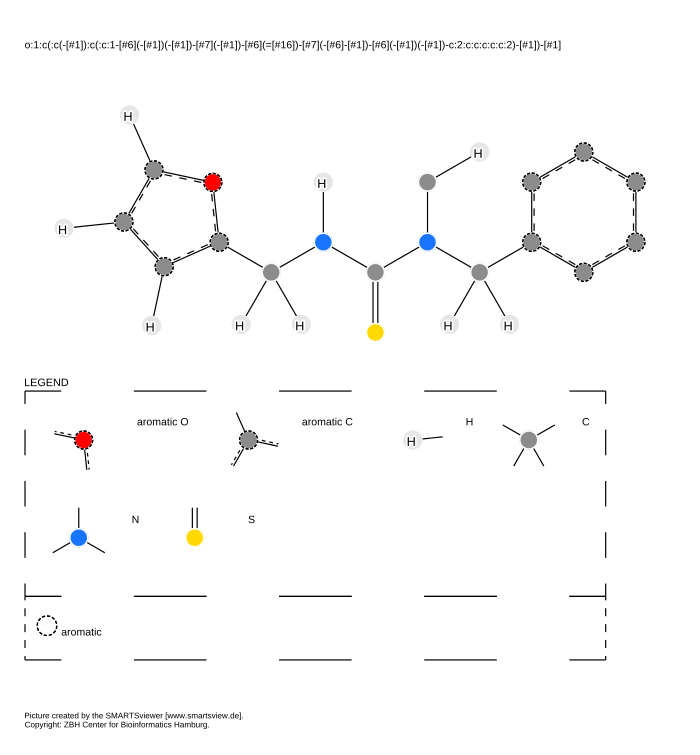 o:1:c(:c(-[#1]):c(:c:1-[#6](-[#1])(-[#1])-[#7](-[#1])-[#6](=[#16])-[#7](-[#6]-[#1])-[#6](-[#1])(-[#1])-c:2:c:c:c:c:c:2)-[#1])-[#1]
H
H
H
H
H
H
H
H
H
LEGEND
aromatic O
aromatic C
H
H
C
N
S
aromatic
Picture created by the SMARTSviewer [www.smartsview.de].
Copyright: ZBH Center for Bioinformatics Hamburg.